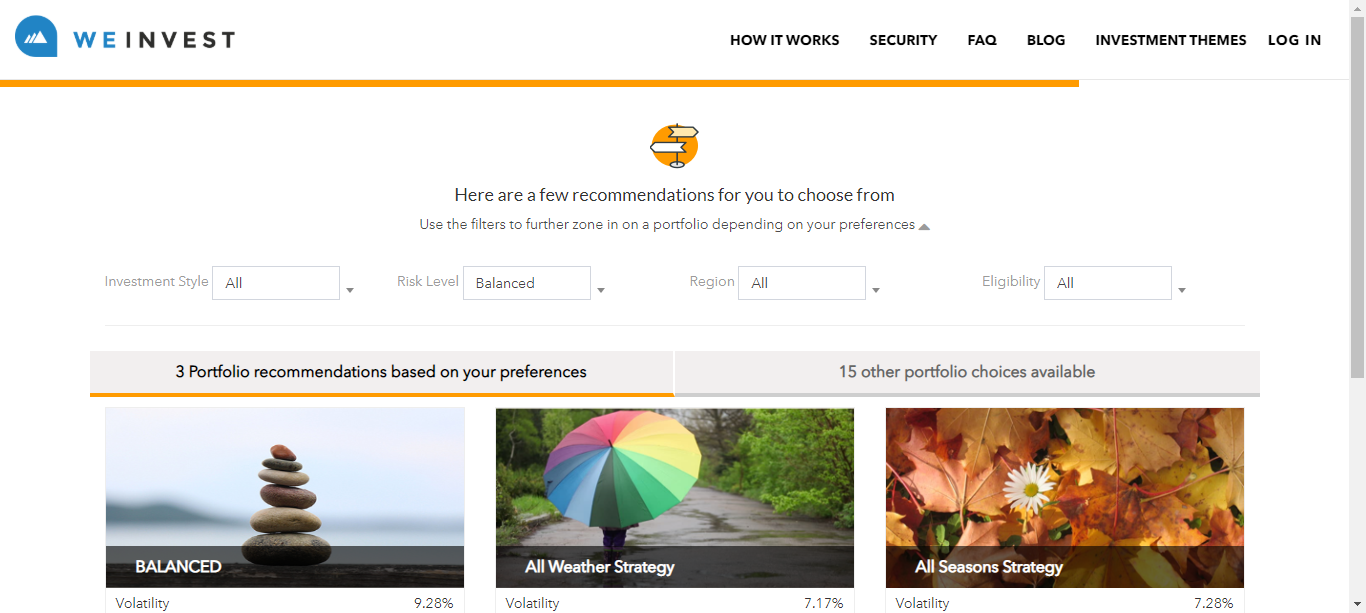 WEINVEST
HOW IT WORKS SECURITY FAQ BLOG INVESTMENT THEMES LOG IN
Here are a few recommendations for you to choose from
Use the filters to further zone in on a portfolio depending on your preferences
Investment Style All Risk Level Balanced Region All Eligibility All
3 Portfolio recommendations based on your preferences 15 other portfolio choices available
BALANCED All Weather Strategy All Seasons Strategy
Volatility 9.28% Volatility 7.17% Volatility 7.28%